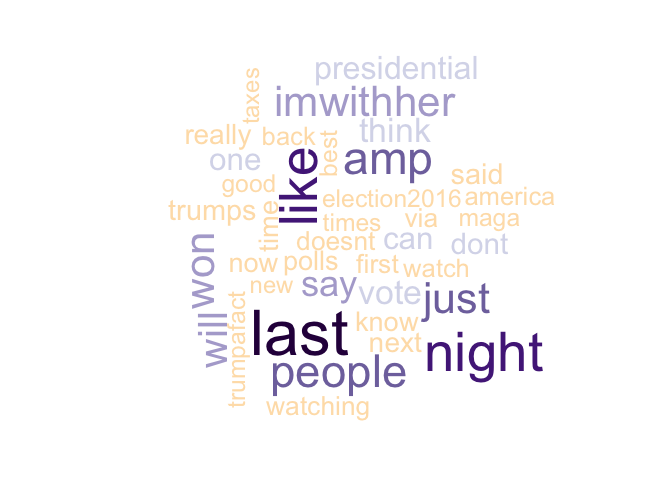 presidential
taxes
imwithher
really
back
best
think
one
like
amp
good
said
trumps
time
election2016
america
times
via
maga
doesnt
can
dont
won
now
polls
first
watch
new
say
vote
just
will
trumpafact
last
know
next
night
people
watching